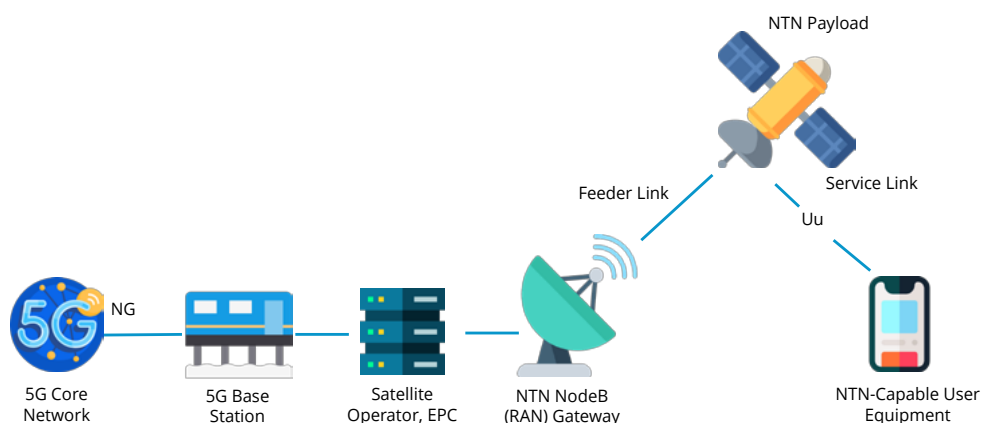 NTN Payload
Feeder Link
Service Link
Uu
5G
NG
5G Core
Network
5G Base
Station
Satellite
Operator, EPC
NTN NodeB
(RAN) Gateway
NTN-Capable User
Equipment